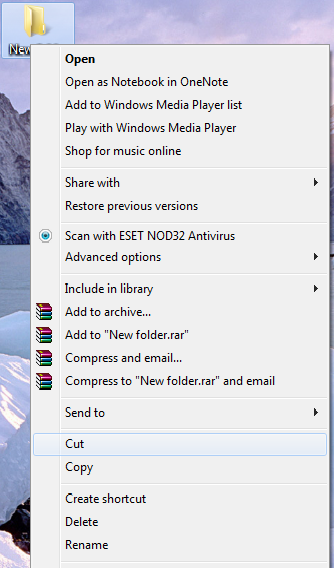 New
Open
Open as Notebook in OneNote
Add to Windows Media Player list
Play with Windows Media Player
Shop for music online
Share with
Restore previous versions
Scan with ESET NOD32 Antivirus
Advanced options
Include in library
Add to archive...
Add to "New folder.rar"
Compress and email...
Compress to "New folder.rar" and email
Send to
Cut
Copy
Create shortcut
Delete
Rename